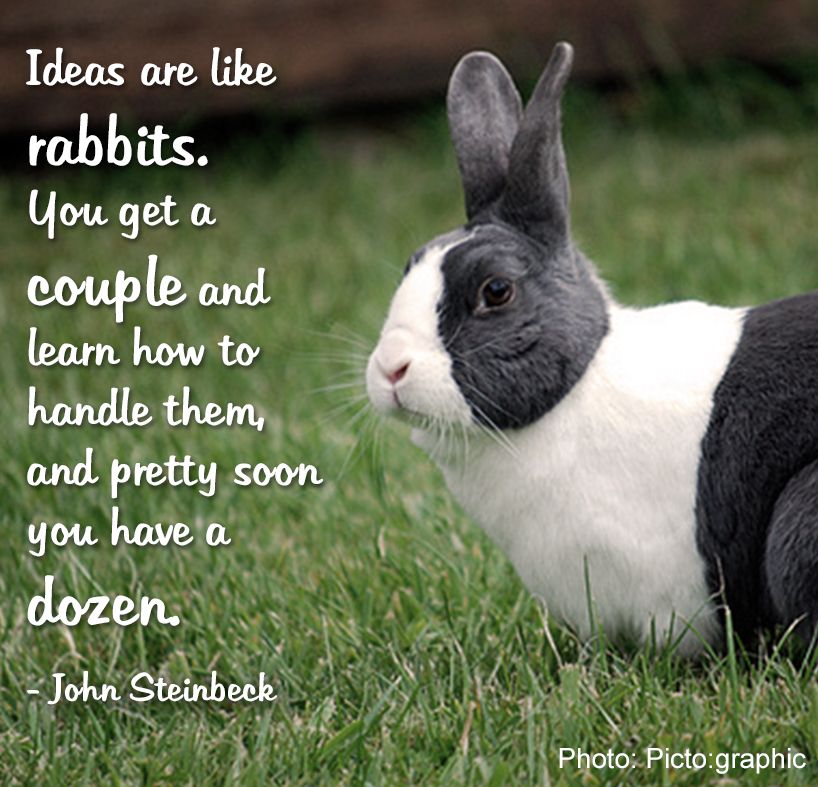 Ideas are like
rabbits.
You get a
couple and
learn how to
handle them,
and pretty soon
you have a
dozen.
- John Steinbeck
Photo: Picto:graphic